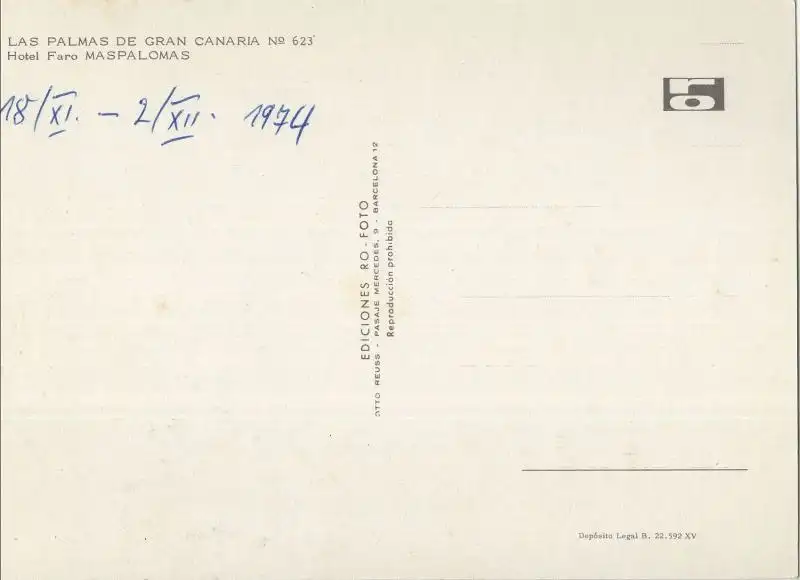 LAS PALMAS DE GRAN CANARIA Nº 623
Hotel Faro MASPALOMAS
18/XI. – 2/XII. 1974
EDICIONES RO-FOTO
OTTO REUSS - PASAJE MERCEDES, 9 - BARCELONA 12
Reproducción prohibida
Depósito Legal B. 22.592 XV